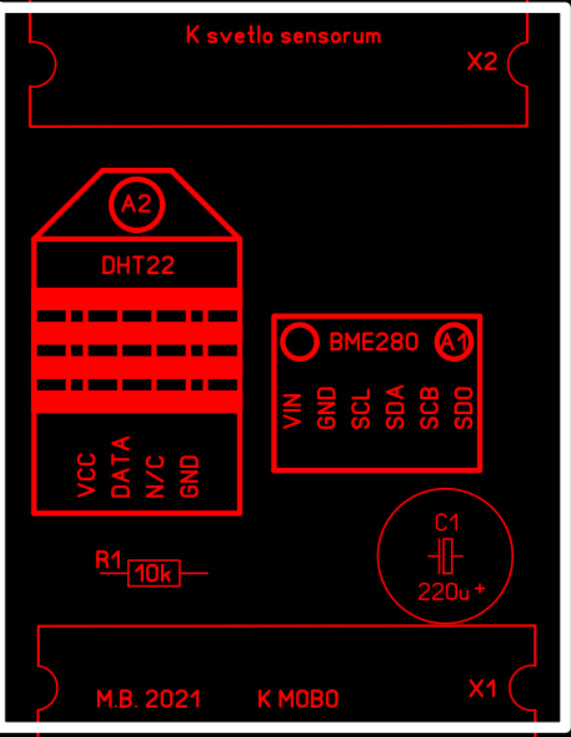 K svetlo sensorum
X2
A2
DHT22
BME280
A1
VIN
GND
SCL
SDA
SCB
SDO
VCC
DATA
N/C
GND
C1
220u+
R1
10k
X1
M.B. 2021
K MOBO